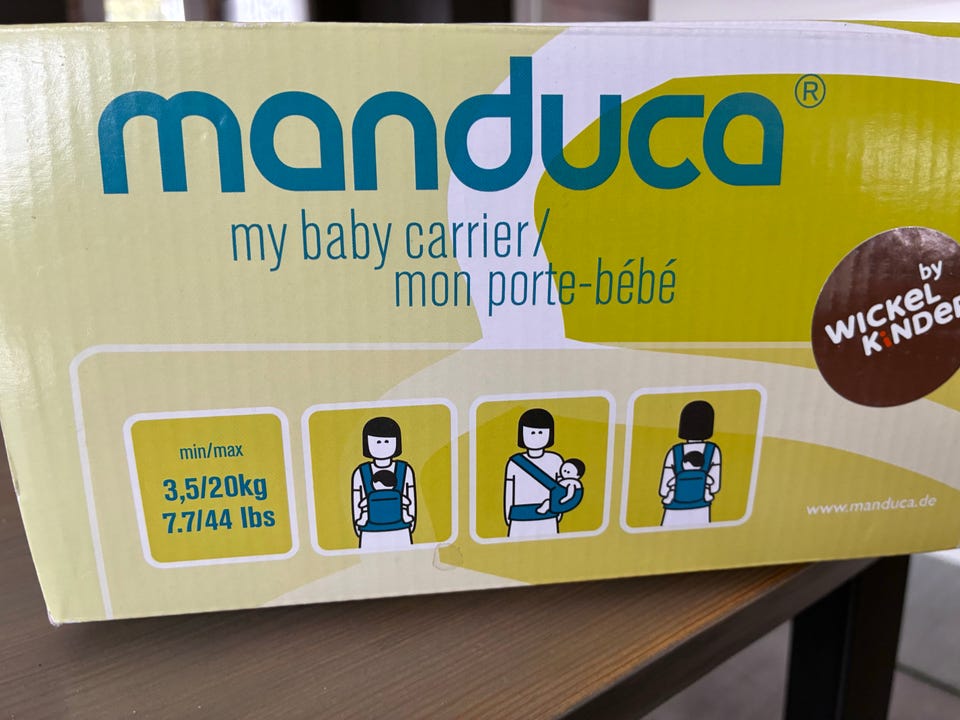 manduca®
my baby carrier/
mon porte-bébé
by
WICKEL
KiNDER
min/max
3,5/20kg
7.7/44 lbs
www.manduca.de